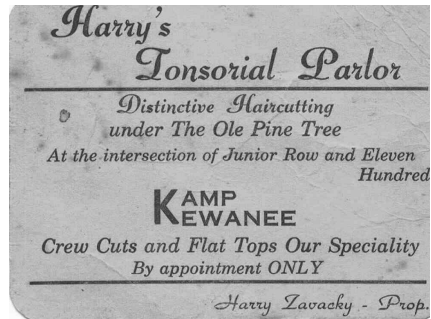 Harry's
Tonsorial Parlor
Distinctive Haircutting
under The Ole Pine Tree
At the intersection of Junior Row and Eleven
Hundred
KAMP
KEWANEE
Crew Cuts and Flat Tops Our Speciality
By appointment ONLY
Harry Zavacky - Prop.